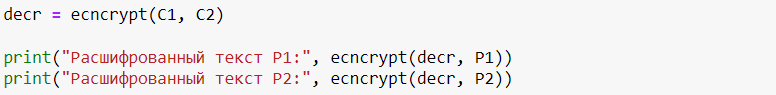 decr = ecncrypt(C1, C2)
print("Расшифрованный текст P1:", ecncrypt(decr, P1))
print("Расшифрованный текст P2:", ecncrypt(decr, P2))